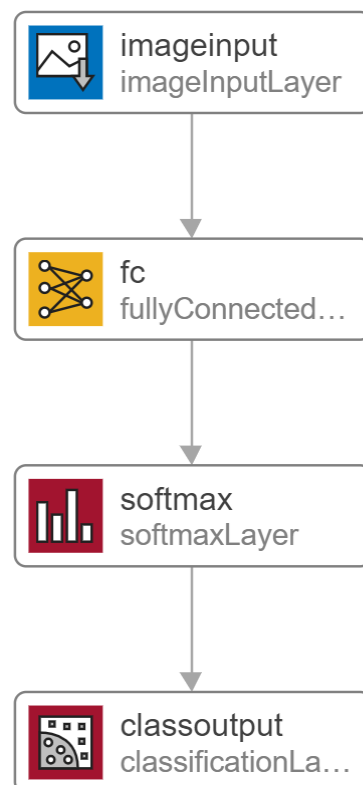 imageinput
imageInputLayer
fc
fullyConnected…
softmax
softmaxLayer
classoutput
classificationLa…